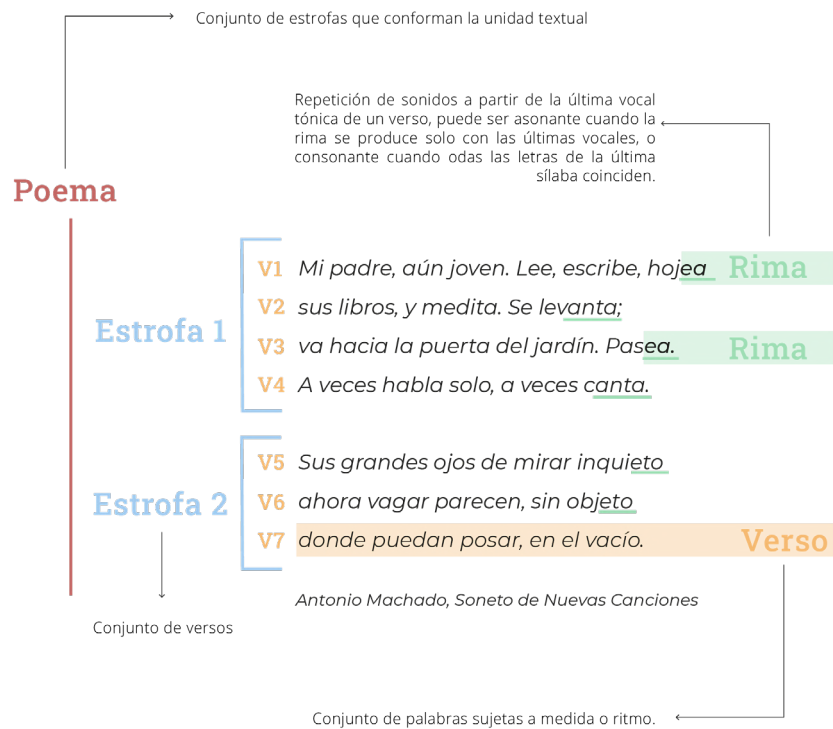 Conjunto de estrofas que conforman la unidad textual
Repetición de sonidos a partir de la última vocal
tónica de un verso, puede ser asonante cuando la
rima se produce solo con las últimas vocales, o
consonante cuando odas las letras de la última
sílaba coinciden.
Poema
Estrofa 1
V1 Mi padre, aún joven. Lee, escribe, hojea Rima
V2 sus libros, y medita. Se levanta;
V3 va hacia la puerta del jardín. Pasea. Rima
V4 A veces habla solo, a veces canta.
Estrofa 2
V5 Sus grandes ojos de mirar inquieto
V6 ahora vagar parecen, sin objeto
V7 donde puedan posar, en el vacío. Verso
Antonio Machado, Soneto de Nuevas Canciones
Conjunto de versos
Conjunto de palabras sujetas a medida o ritmo.